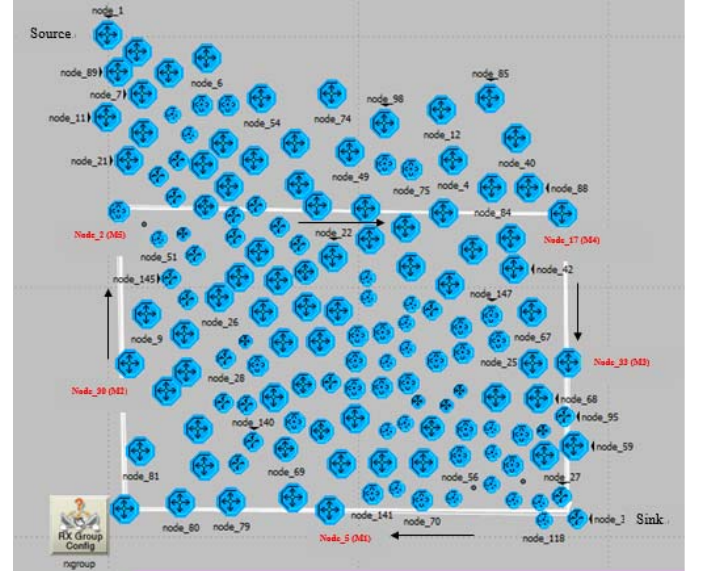 node_1
Source
node_89
node_6
node_85
node_7
node_98
node_11
node_54
node_74
node_12
node_40
node_21
node_49
node_75
node_4
node_88
node_84
Node_2 (M5)
node_22
Node_17 (M4)
node_51
node_42
node_145
node_147
node_26
node_9
node_67
node_25
Node_30 (M2)
node_28
Node_33 (M3)
node_68
node_140
node_95
node_59
node_81
node_69
node_56
node_27
RX Group
Config
node_80
node_79
node_141
node_70
Sink
Node_5 (M1)
node_118
rxgroup